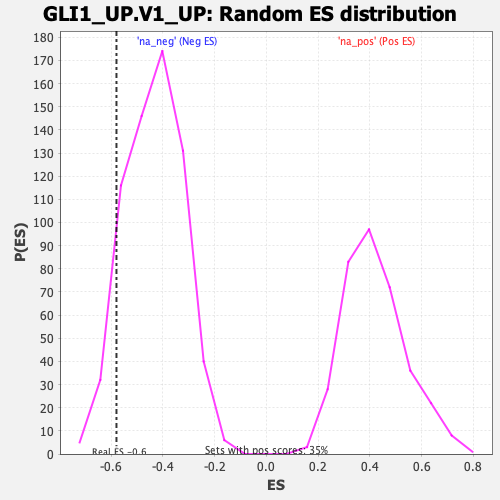 GLI1_UP.V1_UP: Random ES distribution
'na_neg' (Neg ES) 'na_pos' (Pos ES)
180
170
160
150
140
130
120
110
100
90
80
70
60
50
40
30
20
10
0
P(ES)
Real ES -0.6
Sets with pos scores: 35%
-0.6 -0.4 -0.2 0.0 0.2 0.4 0.6 0.8
ES